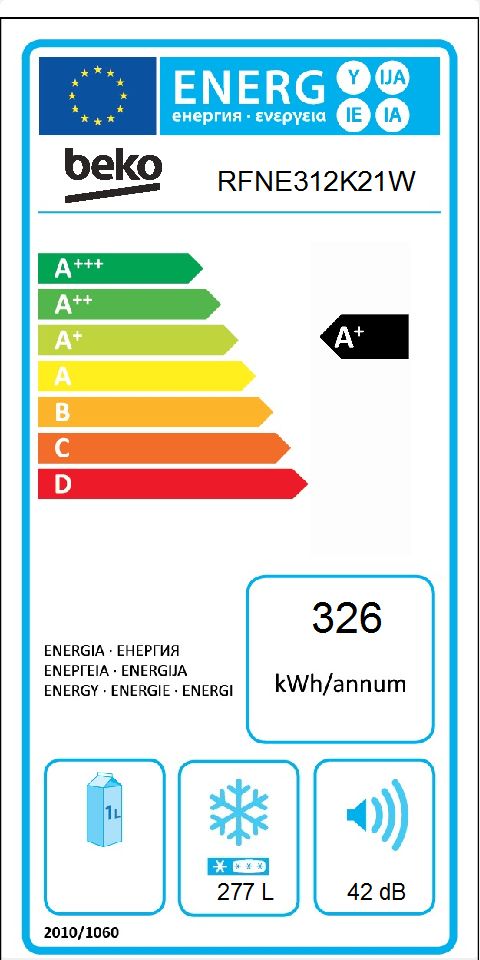 ENERG Y IJA
енергия · ενεργεια IE IA
beko
RFNE312K21W
A+++
A++
A+
A+
A
B
C
D
326
kWh/annum
ENERGIA · ЕНЕРГИЯ
ΕΝΕΡΓΕΙΑ · ENERGIJA
ENERGY · ENERGIE · ENERGI
1L
277 L
42 dB
2010/1060